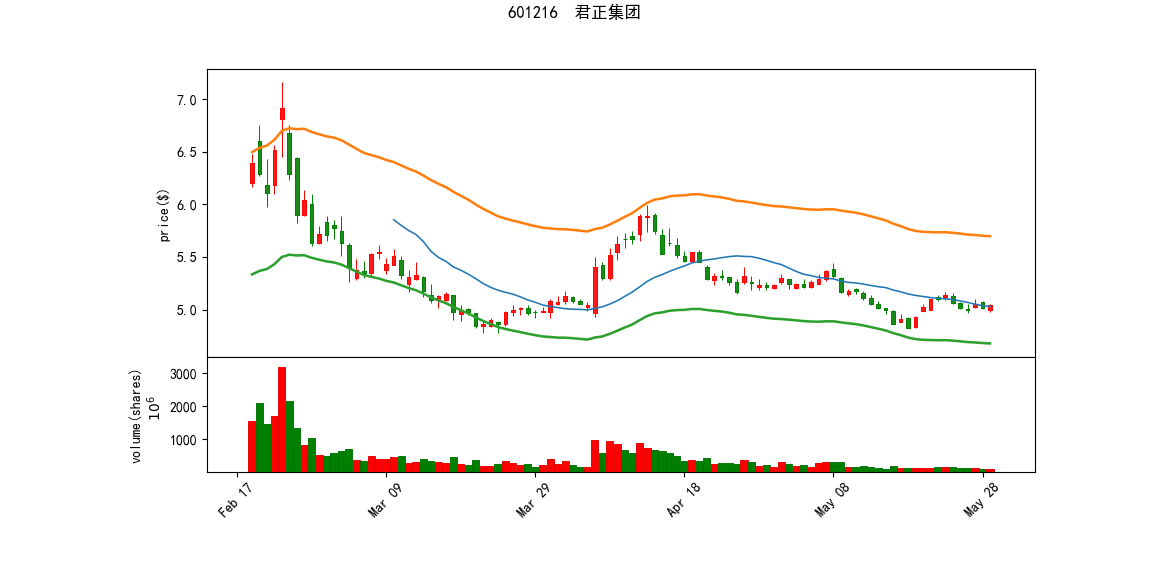 601216 君正集团
price($)
7.0
6.5
6.0
5.5
5.0
volume(shares)
10^6
3000
2000
1000
Feb 17
Mar 09
Mar 29
Apr 18
May 08
May 28